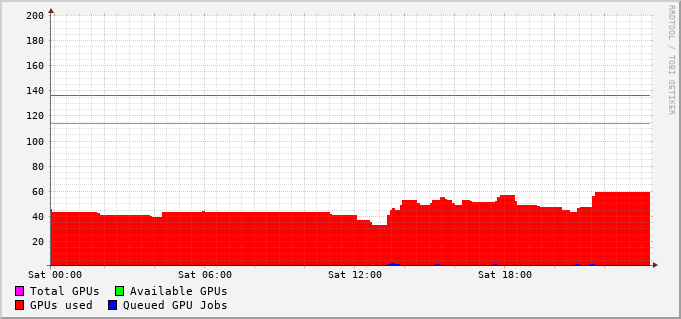 200
180
160
140
120
100
80
60
40
20
Sat 00:00 Sat 06:00 Sat 12:00 Sat 18:00
Total GPUs Available GPUs
GPUs used Queued GPU Jobs
RRDTOOL / TOBI OETIKER